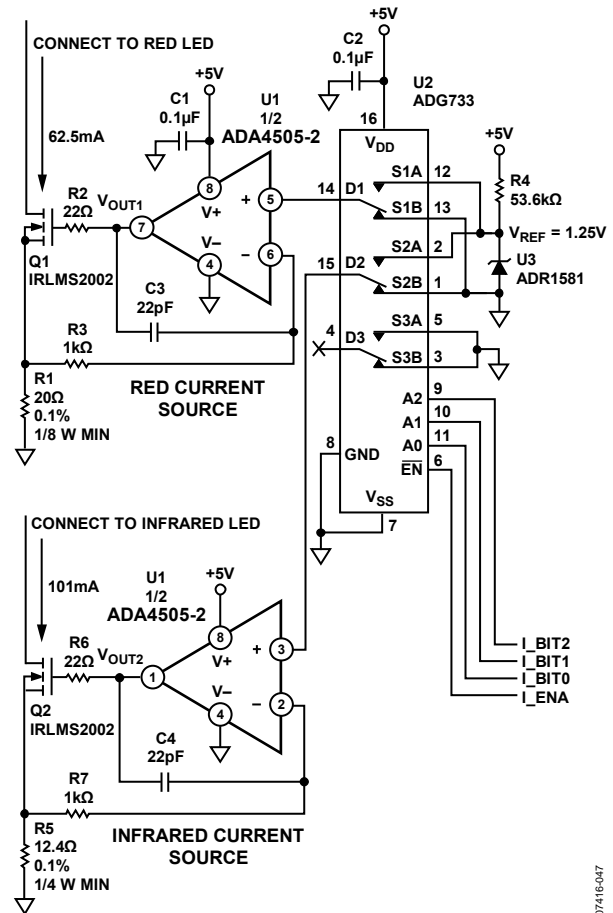 CONNECT TO RED LED
62.5mA
C1
0.1µF
+5V
U1
1/2
ADA4505-2
R2
22Ω
VOUT1
7
8
V+
V–
4
+
5
–
6
Q1
IRLMS2002
C3
22pF
R3
1kΩ
R1
20Ω
0.1%
1/8 W MIN
RED CURRENT
SOURCE
C2
0.1µF
+5V
U2
ADG733
16
VDD
14
D1
S1A
12
S1B
13
S2A
2
15
D2
S2B
1
S3A
5
4
D3
S3B
3
A2
9
A1
10
A0
11
EN
6
8
GND
VSS
7
+5V
R4
53.6kΩ
VREF = 1.25V
U3
ADR1581
I_BIT2
I_BIT1
I_BIT0
I_ENA
CONNECT TO INFRARED LED
101mA
U1
1/2
ADA4505-2
+5V
R6
22Ω
VOUT2
1
8
V+
V–
4
+
3
–
2
Q2
IRLMS2002
C4
22pF
R7
1kΩ
R5
12.4Ω
0.1%
1/4 W MIN
INFRARED CURRENT
SOURCE
07416-047